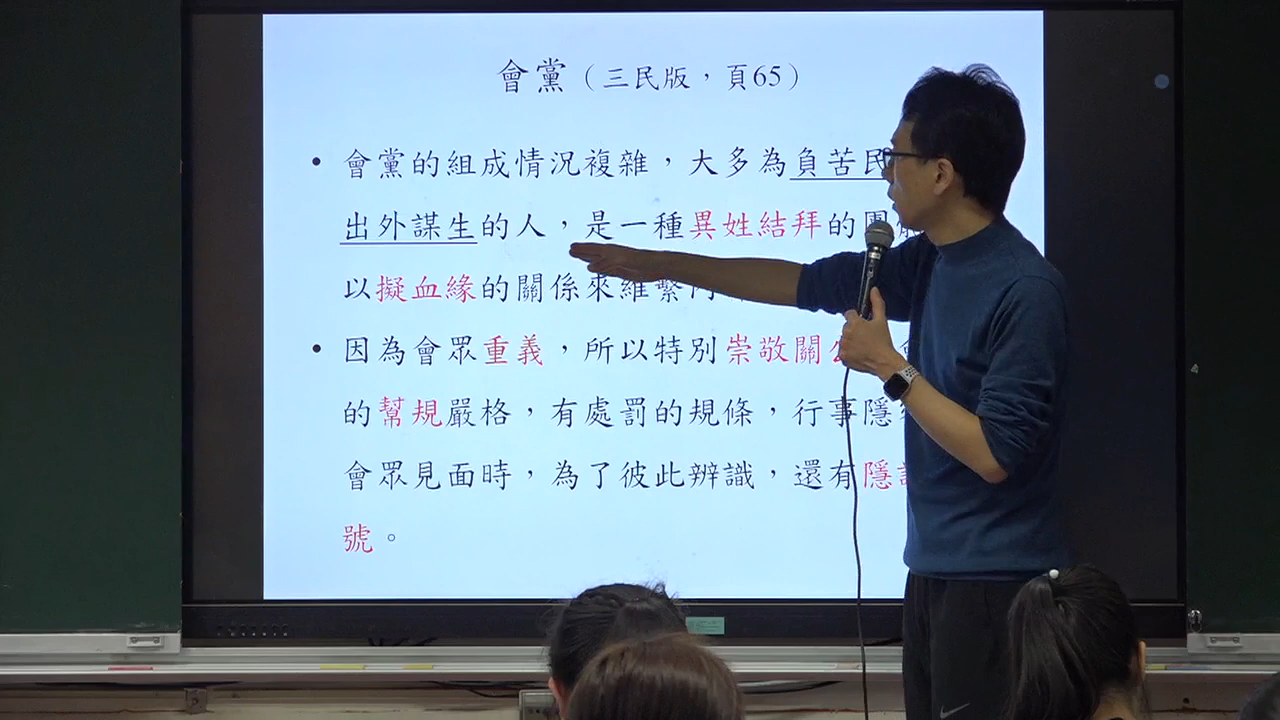 會黨（三民版，頁65）
• 會黨的組成情況複雜，大多為負苦民
出外謀生的人，是一種異姓結拜的團
以擬血緣的關係來維繫內
• 因為會眾重義，所以特別崇敬關公
的幫規嚴格，有處罰的規條，行事隱
會眾見面時，為了彼此辨識，還有隱
號。